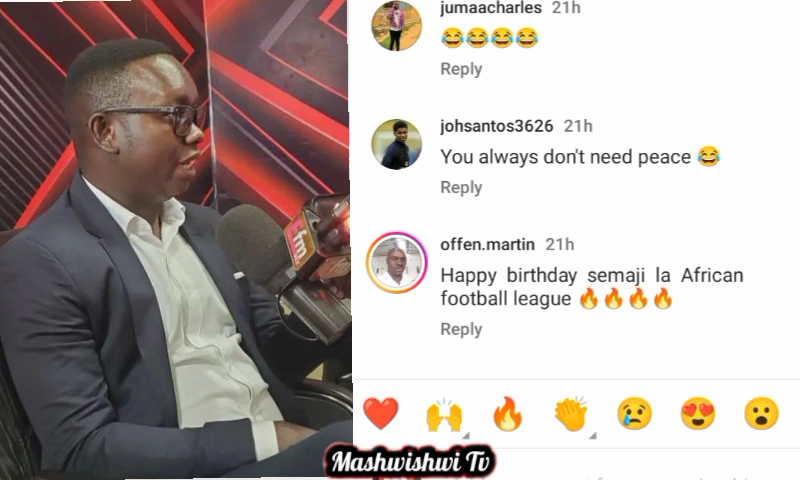 jumaacharles 21h
😂😂😂😂
Reply
johsantos3626 21h
You always don't need peace 😂
Reply
offen.martin 21h
Happy birthday semaji la African
football league 🔥🔥🔥🔥
Reply
fm
Mashwishwi Tv